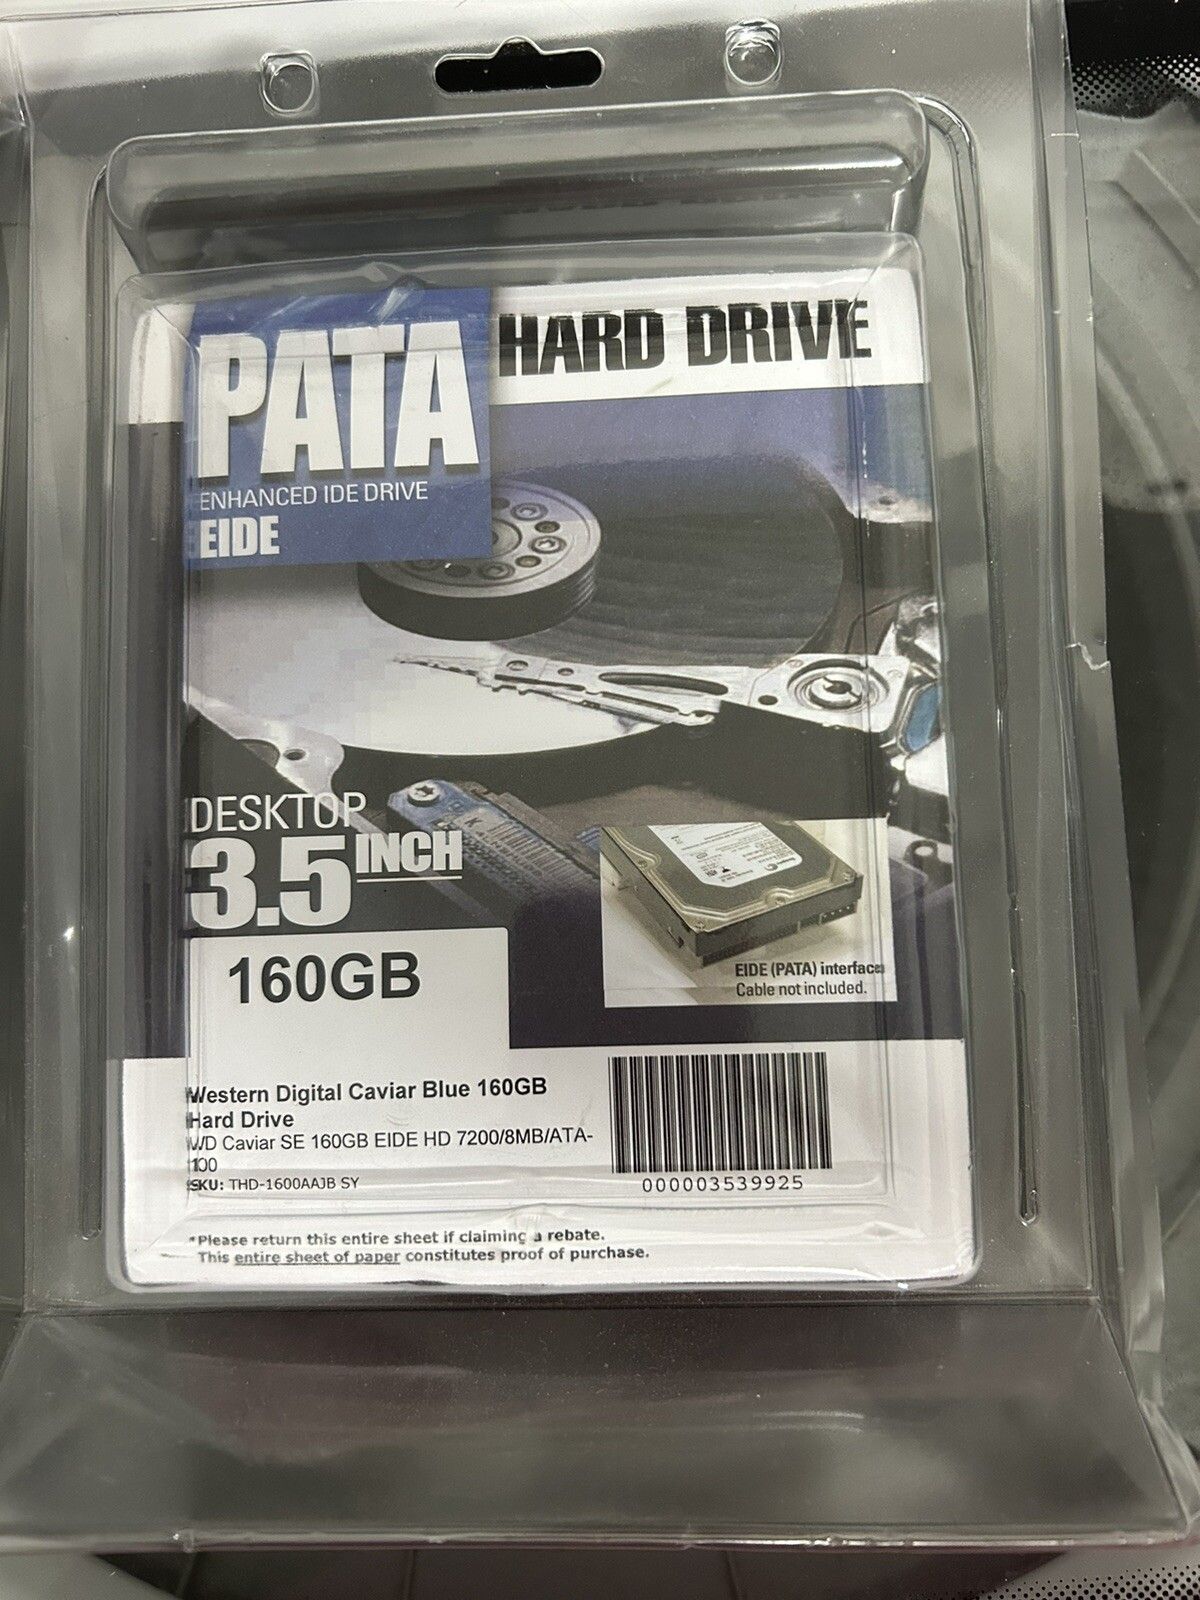 PATA
HARD DRIVE
ENHANCED IDE DRIVE
EIDE
DESKTOP
3.5 INCH
160GB
EIDE (PATA) interface
Cable not included.
Western Digital Caviar Blue 160GB
Hard Drive
WD Caviar SE 160GB EIDE HD 7200/8MB/ATA-
100
SKU: THD-1600AAJB SY
000003539925
*Please return this entire sheet if claiming a rebate.
This entire sheet of paper constitutes proof of purchase.